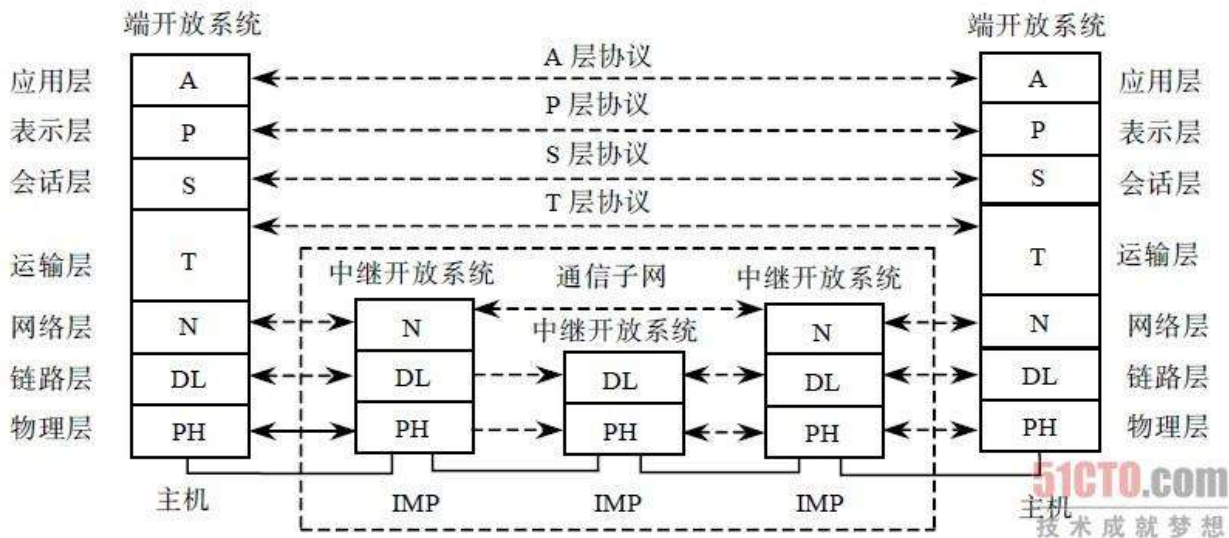 端开放系统 端开放系统
A 层协议
应用层 A A 应用层
P 层协议
表示层 P P 表示层
S 层协议
会话层 S S 会话层
T 层协议
运输层 T T 运输层
中继开放系统 通信子网 中继开放系统
网络层 N N 中继开放系统 N N 网络层
链路层 DL DL DL DL DL 链路层
物理层 PH PH PH PH PH 物理层
主机 IMP IMP IMP 主机
51CTO.com
技术成就梦想